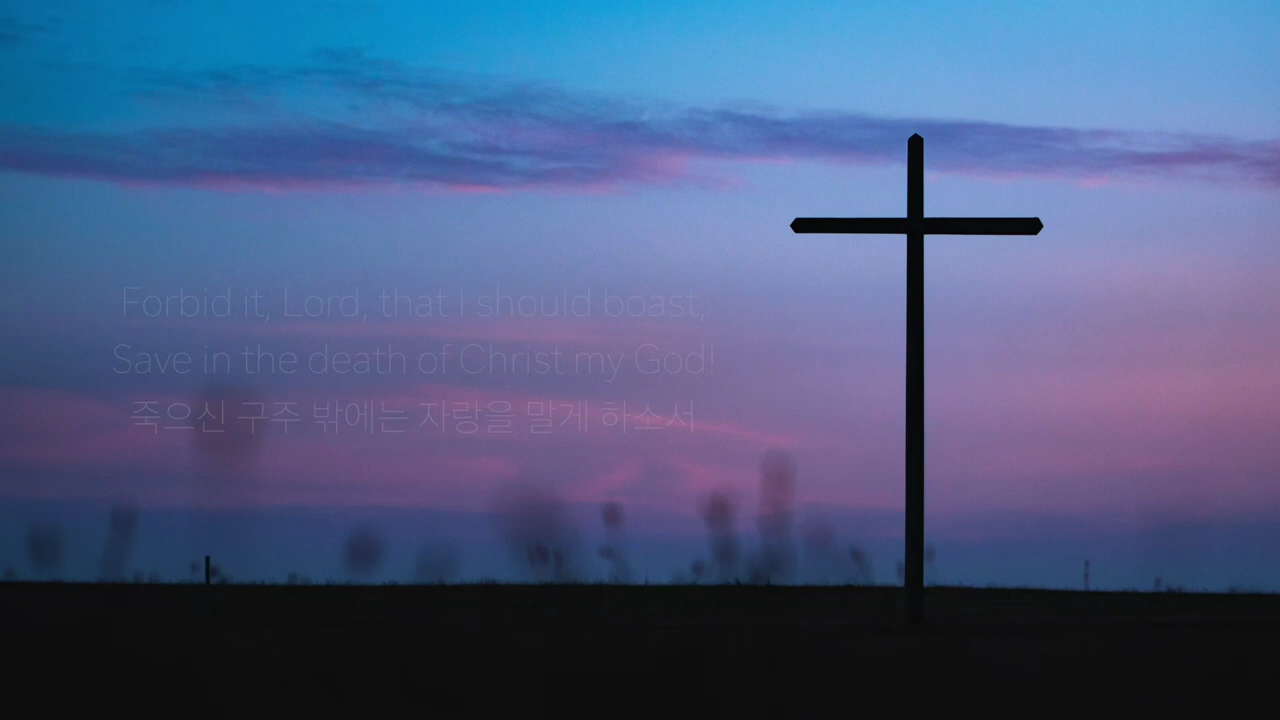 Forbid it, Lord, that I should boast,
Save in the death of Christ my God!
죽으신 구주 밖에는 자랑을 말게 하소서